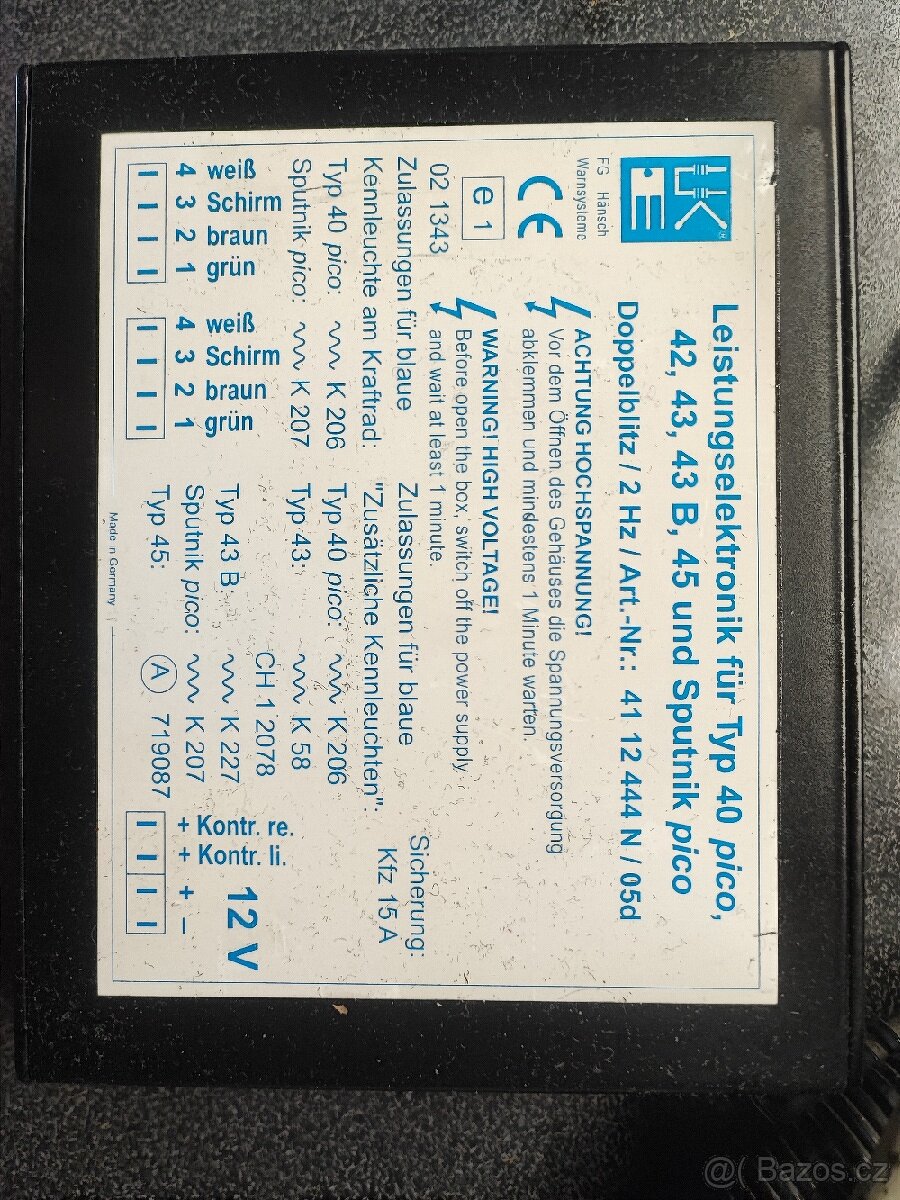 Leistungselektronik für Typ 40 pico,
42, 43, 43 B, 45 und Sputnik pico
Doppelblitz / 2 Hz / Art.-Nr.: 41 12 444 N / 05d
FG Hänsch
Warnsysteme
CE
e 1
02 1343
ACHTUNG HOCHSPANNUNG!
Vor dem Öffnen des Gehäuses die Spannungsversorgung
abklemmen und mindestens 1 Minute warten.
WARNING! HIGH VOLTAGE!
Before open the box, switch off the power supply
and wait at least 1 minute.
Zulassungen für blaue
Kennleuchte am Kraftrad:
Typ 40 pico: K 206
Sputnik pico: K 207
Zulassungen für blaue
"Zusätzliche Kennleuchten":
Typ 40 pico: K 206
Typ 43: K 58
CH 1 2078
Typ 43 B: K 227
Sputnik pico: K 207
Typ 45: A 719087
Sicherung:
Kfz 15 A
12 V
4 weiß
3 Schirm
2 braun
1 grün
4 weiß
3 Schirm
2 braun
1 grün
+ Kontr. re.
+ Kontr. li.
+
–
Made in Germany
@( Bazos.cz